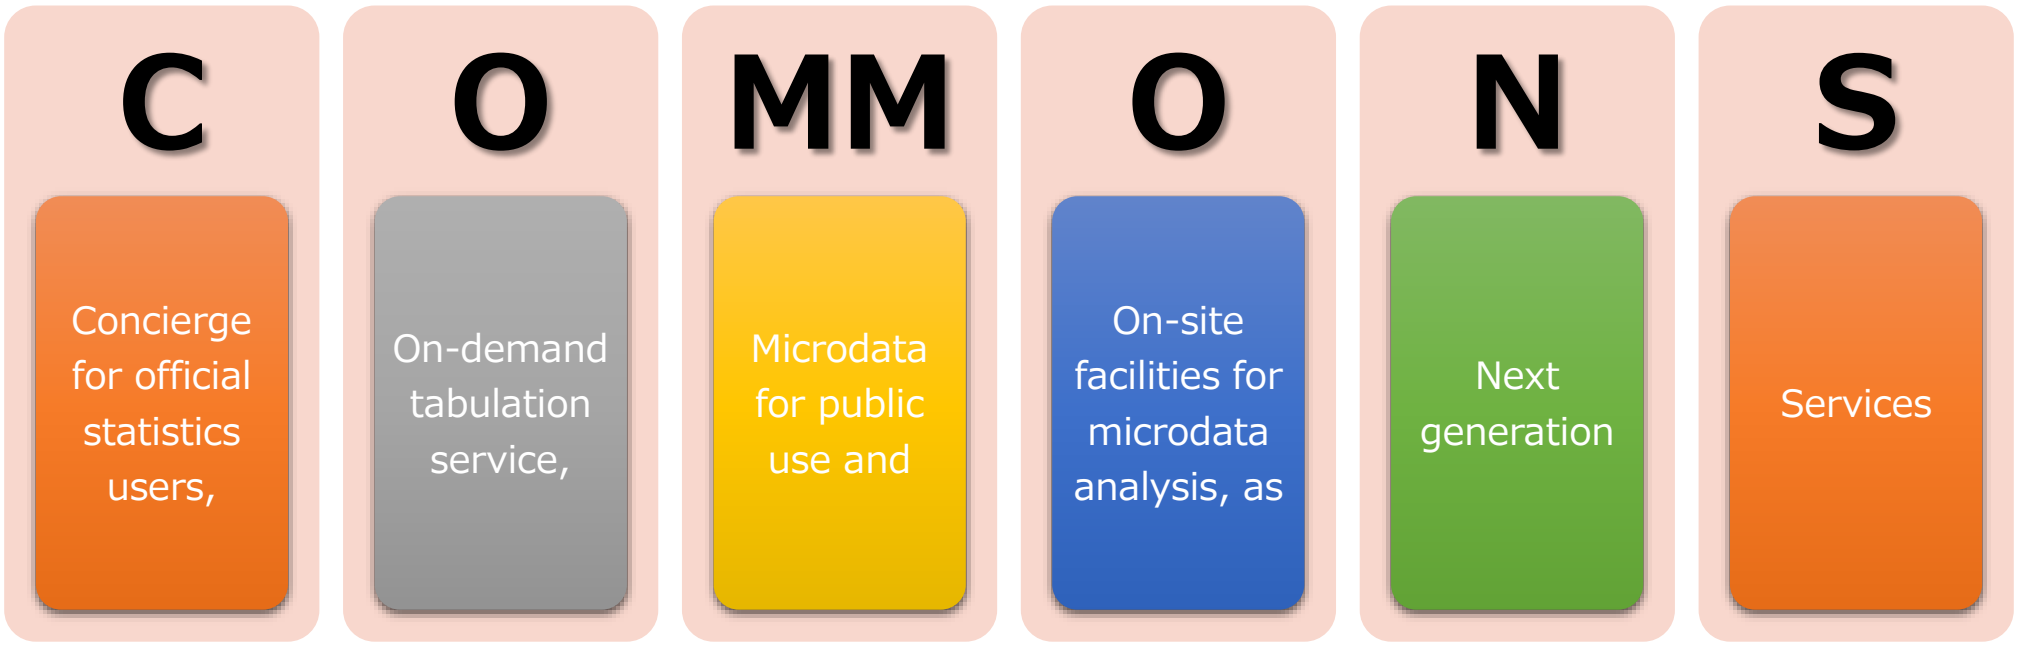 C
Concierge
for official
statistics
users,
O
On-demand
tabulation
service,
MM
Microdata
for public
use and
O
On-site
facilities for
microdata
analysis, as
N
Next
generation
S
Services